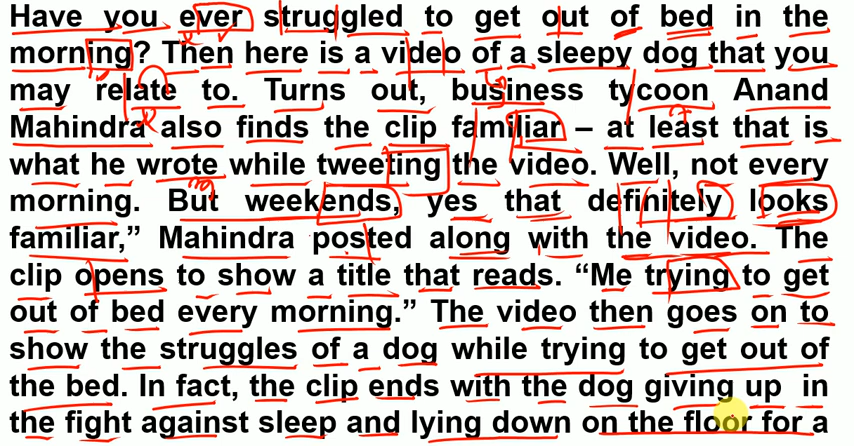 Have you ever struggled to get out of bed in the
morning? Then here is a video of a sleepy dog that you
may relate to. Turns out, business tycoon Anand
Mahindra also finds the clip familiar – at least that is
what he wrote while tweeting the video. Well, not every
morning. But weekends, yes that definitely looks
familiar,” Mahindra posted along with the video. The
clip opens to show a title that reads. “Me trying to get
out of bed every morning.” The video then goes on to
show the struggles of a dog while trying to get out of
the bed. In fact, the clip ends with the dog giving up in
the fight against sleep and lying down on the floor for a